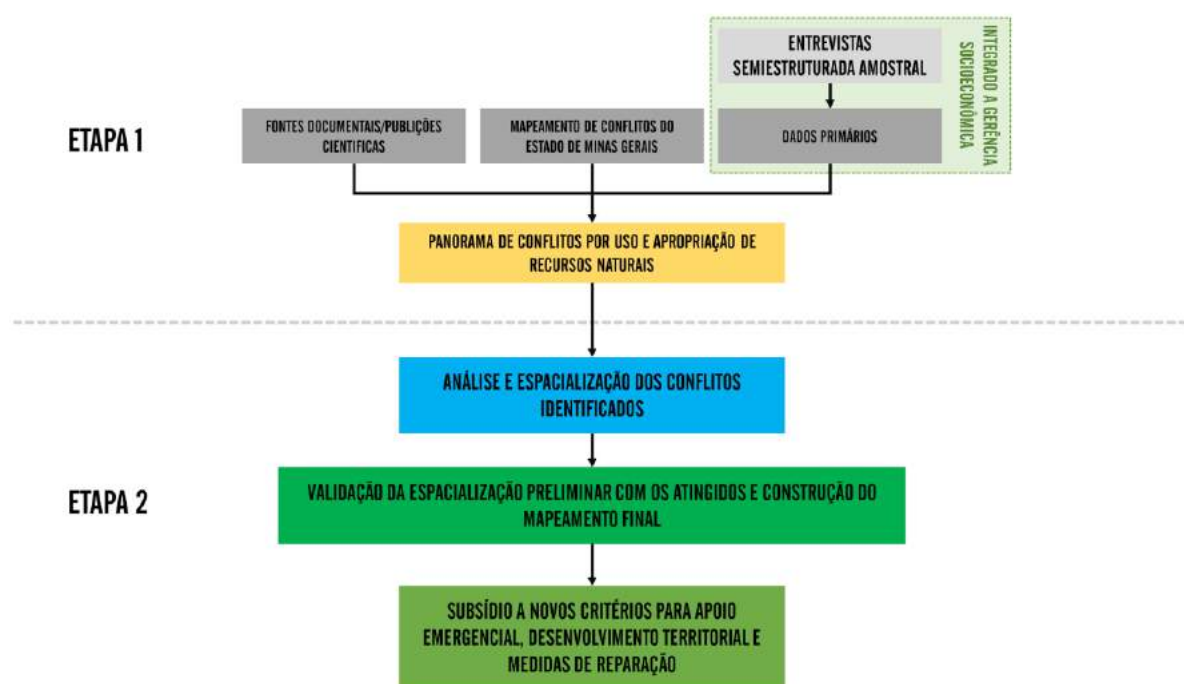 ENTREVISTAS
SEMIESTRUTURADA AMOSTRAL
INTEGRADO A GERÊNCIA
SOCIOECONÔMICA
ETAPA 1
FONTES DOCUMENTAIS/PUBLIÇÕES
CIENTIFICAS
MAPEAMENTO DE CONFLITOS DO
ESTADO DE MINAS GERAIS
DADOS PRIMÁRIOS
PANORAMA DE CONFLITOS POR USO E APROPRIAÇÃO DE
RECURSOS NATURAIS
ANÁLISE E ESPACIALIZAÇÃO DOS CONFLITOS
IDENTIFICADOS
ETAPA 2
VALIDAÇÃO DA ESPACIALIZAÇÃO PRELIMINAR COM OS ATINGIDOS E CONSTRUÇÃO DO
MAPEAMENTO FINAL
SUBSÍDIO A NOVOS CRITÉRIOS PARA APOIO
EMERGENCIAL, DESENVOLVIMENTO TERRITORIAL E
MEDIDAS DE REPARAÇÃO